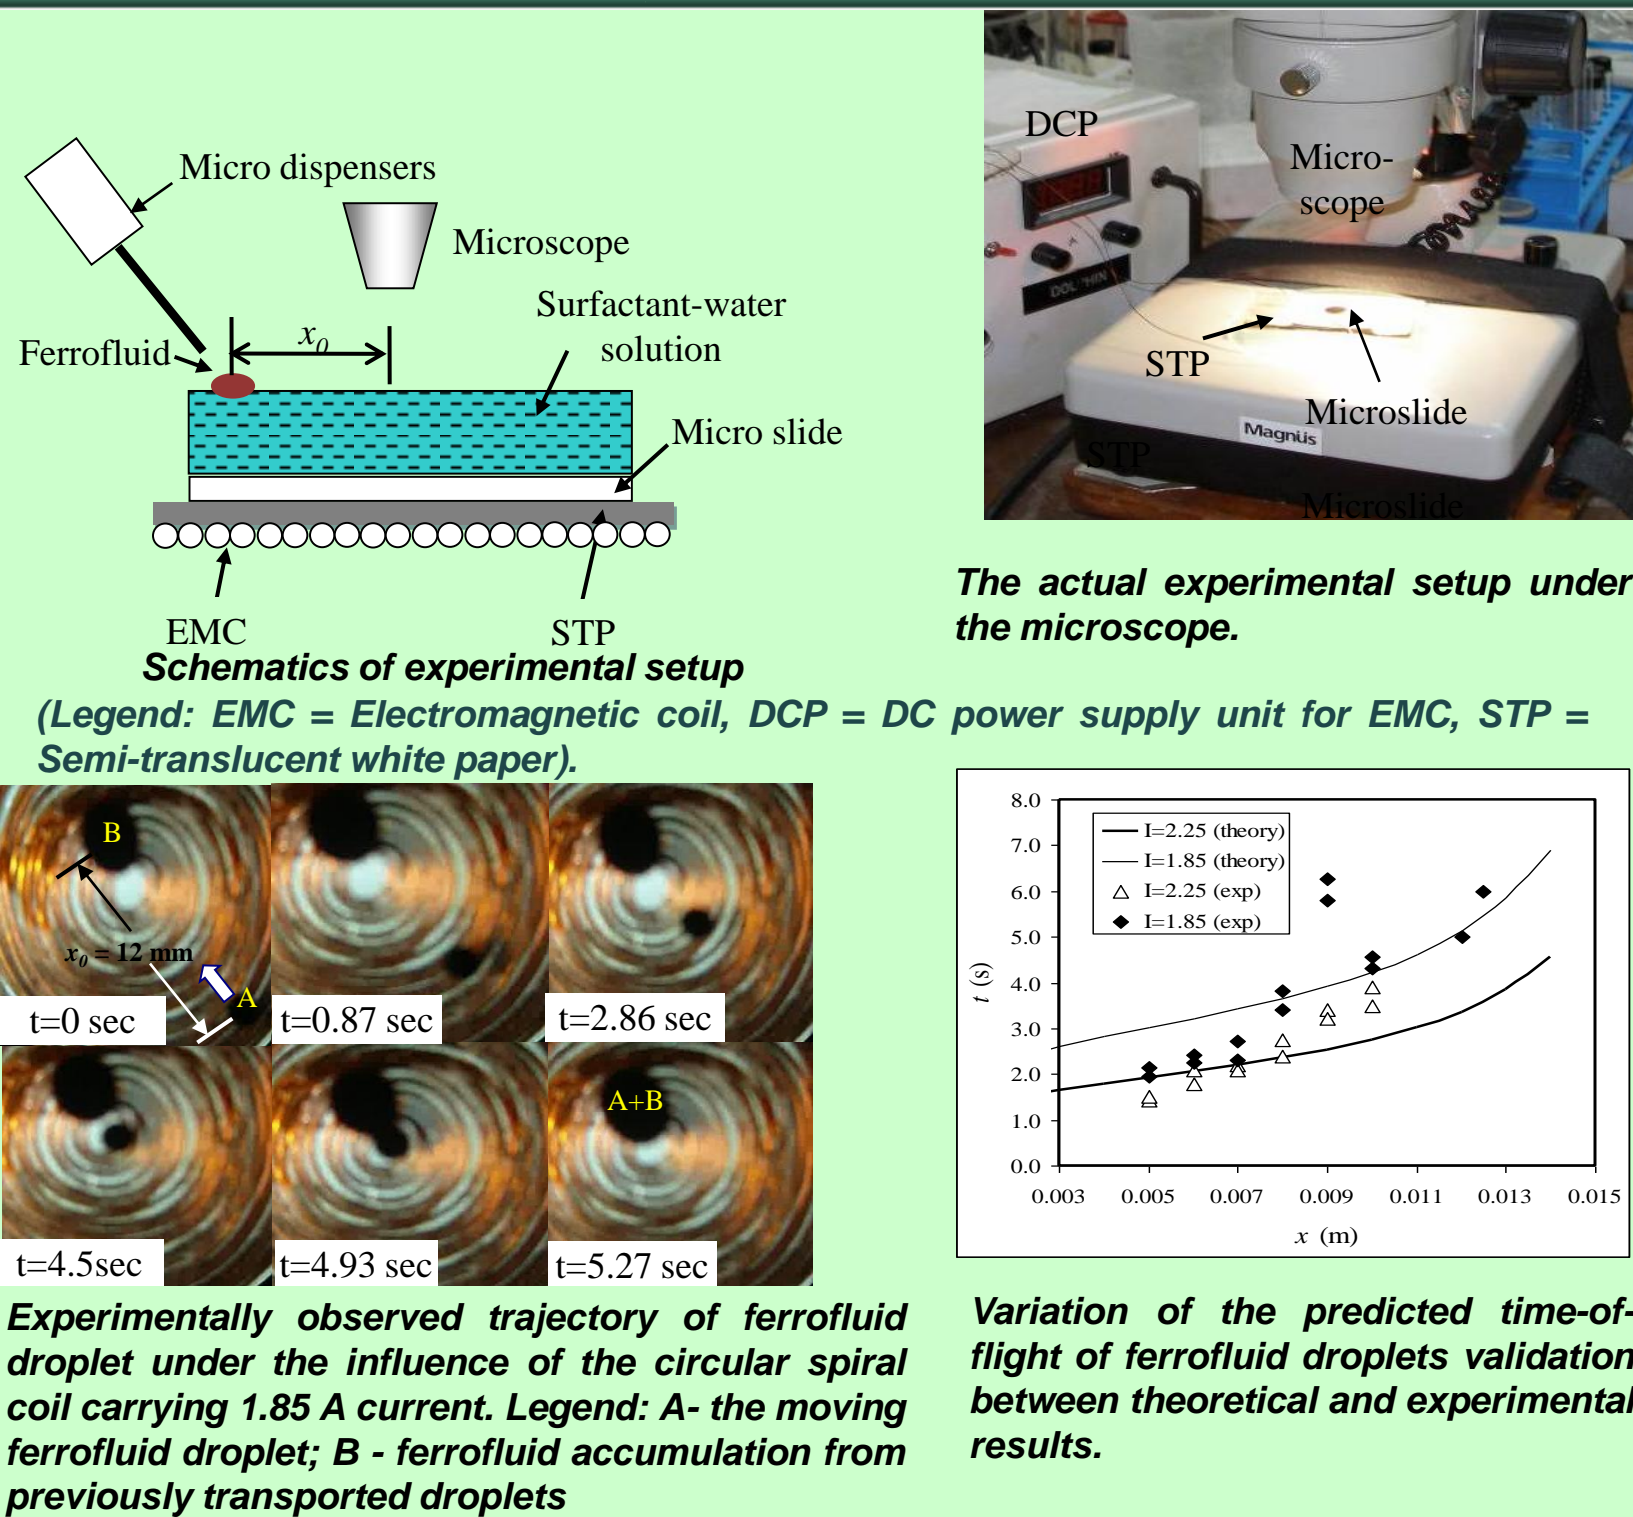 Micro dispensers
Microscope
Surfactant-water
solution
x0
Ferrofluid
Micro slide
EMC
STP
Schematics of experimental setup
DCP
Micro-
scope
DOLPHIN
STP
Microslide
Magnüs
STP
Microslide
The actual experimental setup under
the microscope.
(Legend: EMC = Electromagnetic coil, DCP = DC power supply unit for EMC, STP =
Semi-translucent white paper).
B
x0 = 12 mm
A
t=0 sec
t=0.87 sec
t=2.86 sec
t=4.5sec
t=4.93 sec
A+B
t=5.27 sec
Experimentally observed trajectory of ferrofluid
droplet under the influence of the circular spiral
coil carrying 1.85 A current. Legend: A- the moving
ferrofluid droplet; B - ferrofluid accumulation from
previously transported droplets
8.0
7.0
6.0
5.0
4.0
3.0
2.0
1.0
0.0
t (s)
I=2.25 (theory)
I=1.85 (theory)
I=2.25 (exp)
I=1.85 (exp)
0.003 0.005 0.007 0.009 0.011 0.013 0.015
x (m)
Variation of the predicted time-of-
flight of ferrofluid droplets validation
between theoretical and experimental
results.